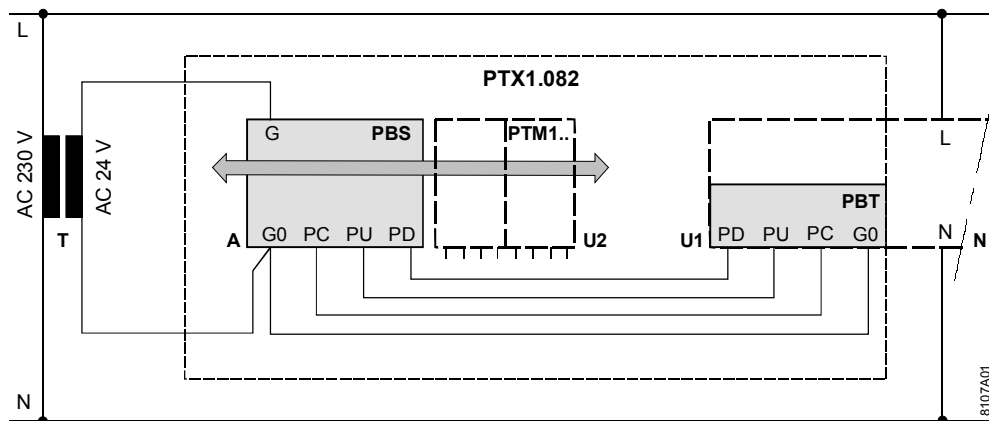 L
PTX1.082
G PBS PTM1..
L
AC 230 V
AC 24 V
PBT
T
A G0 PC PU PD U2 U1 PD PU PC G0 N N
N
8107A01